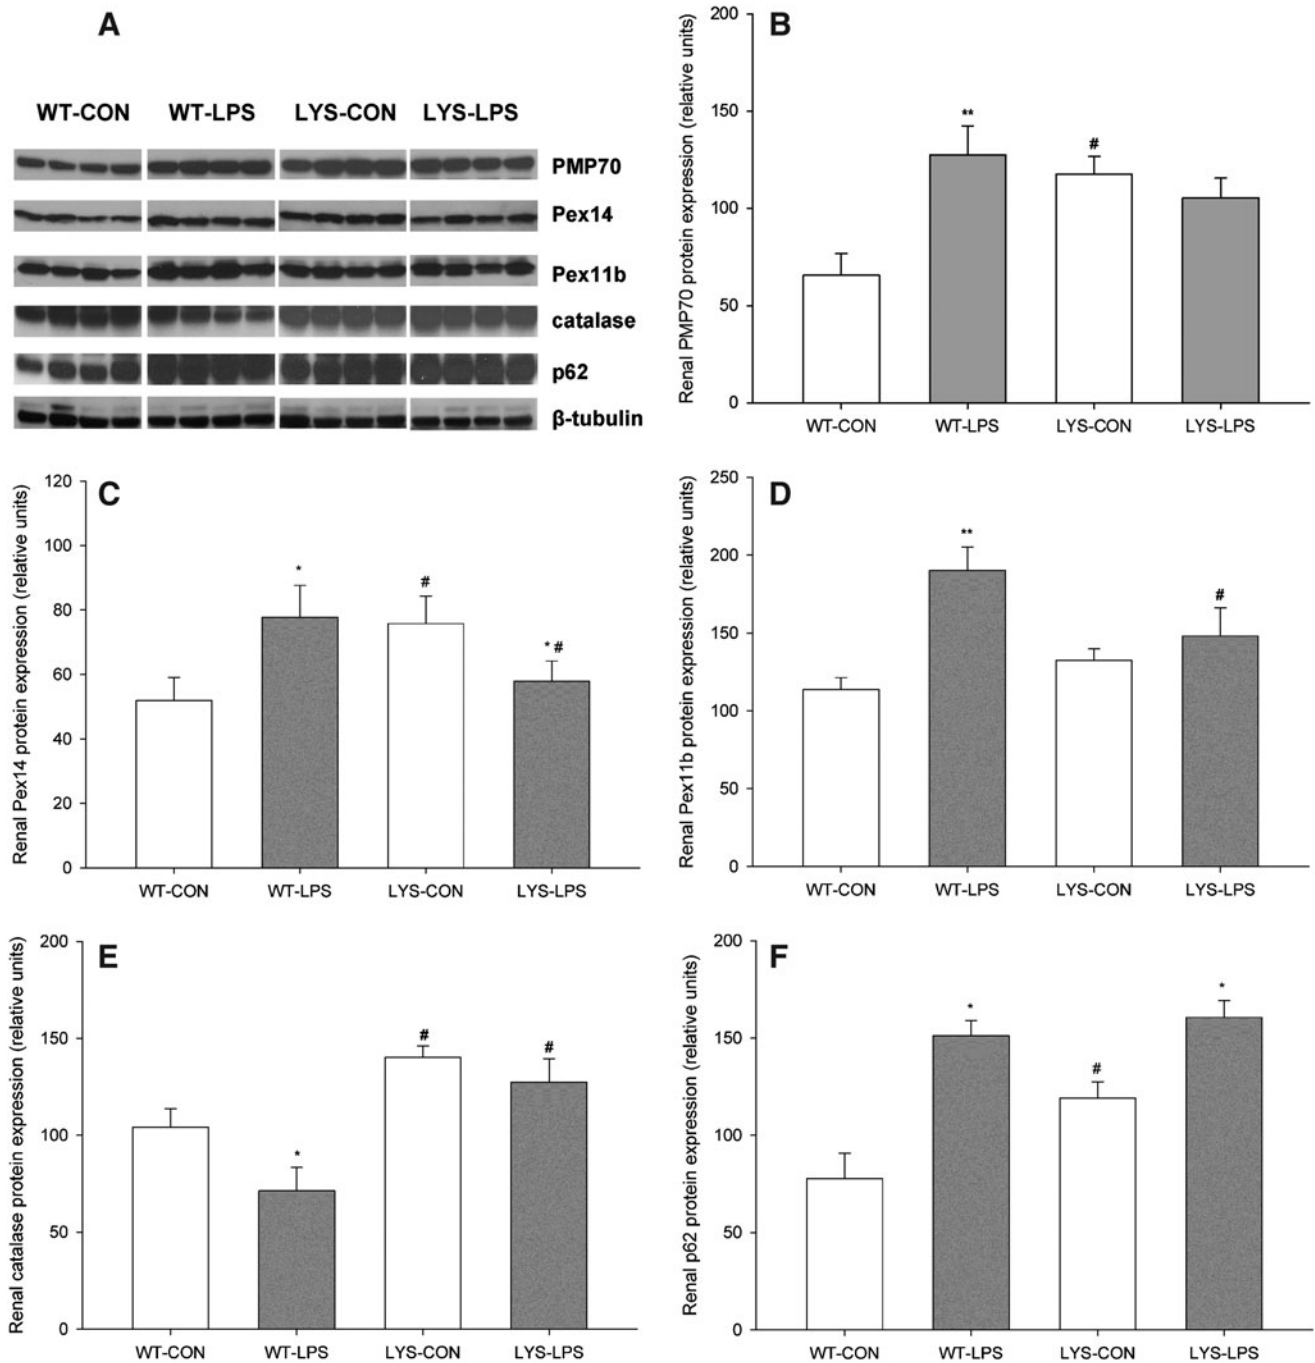 A
WT-CON WT-LPS LYS-CON LYS-LPS
PMP70
Pex14
Pex11b
catalase
p62
β-tubulin
B
Renal PMP70 protein expression (relative units)
200
150
100
50
0
**
#
WT-CON WT-LPS LYS-CON LYS-LPS
C
Renal Pex14 protein expression (relative units)
120
100
80
60
40
20
0
*
#
* #
WT-CON WT-LPS LYS-CON LYS-LPS
D
Renal Pex11b protein expression (relative units)
250
200
150
100
50
0
**
#
WT-CON WT-LPS LYS-CON LYS-LPS
E
Renal catalase protein expression (relative units)
200
150
100
50
0
*
#
#
WT-CON WT-LPS LYS-CON LYS-LPS
F
Renal p62 protein expression (relative units)
200
150
100
50
0
*
#
*
WT-CON WT-LPS LYS-CON LYS-LPS